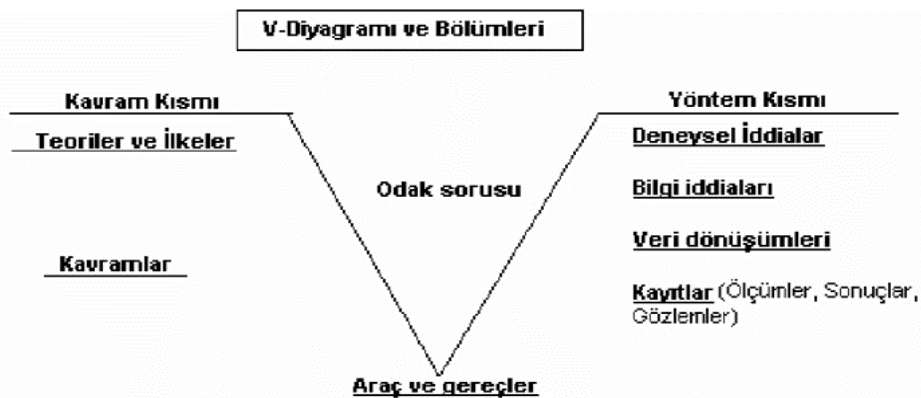 V-Diyagramı ve Bölümleri
Kavram Kısmı
Teoriler ve İlkeler
Kavramlar
Odak sorusu
Araç ve gereçler
Yöntem Kısmı
Deneysel İddialar
Bilgi iddiaları
Veri dönüşümleri
Kayıtlar (Ölçümler, Sonuçlar,
Gözlemler)